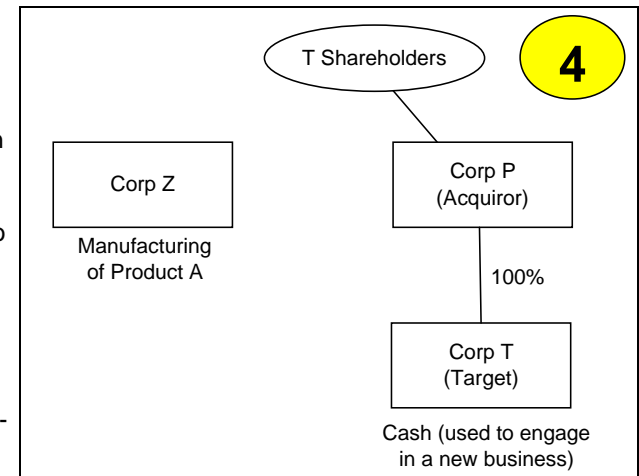 T Shareholders
4
Corp Z
Corp P
(Acquiror)
Manufacturing
of Product A
100%
Corp T
(Target)
Cash (used to engage
in a new business)